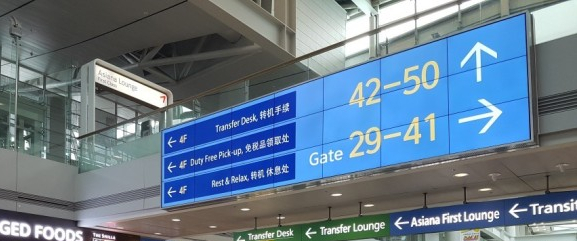 Asiana Lounge
First Class
← 4F Transfer Desk, 转机手续
← 4F Duty Free Pick-up, 免税品领取处
← 4F Rest & Relax, 转机 休息处
42-50 ↑
Gate 29-41 →
GED FOODS
← Transfer Desk
← Transfer Lounge
← Asiana First Lounge
← Transit